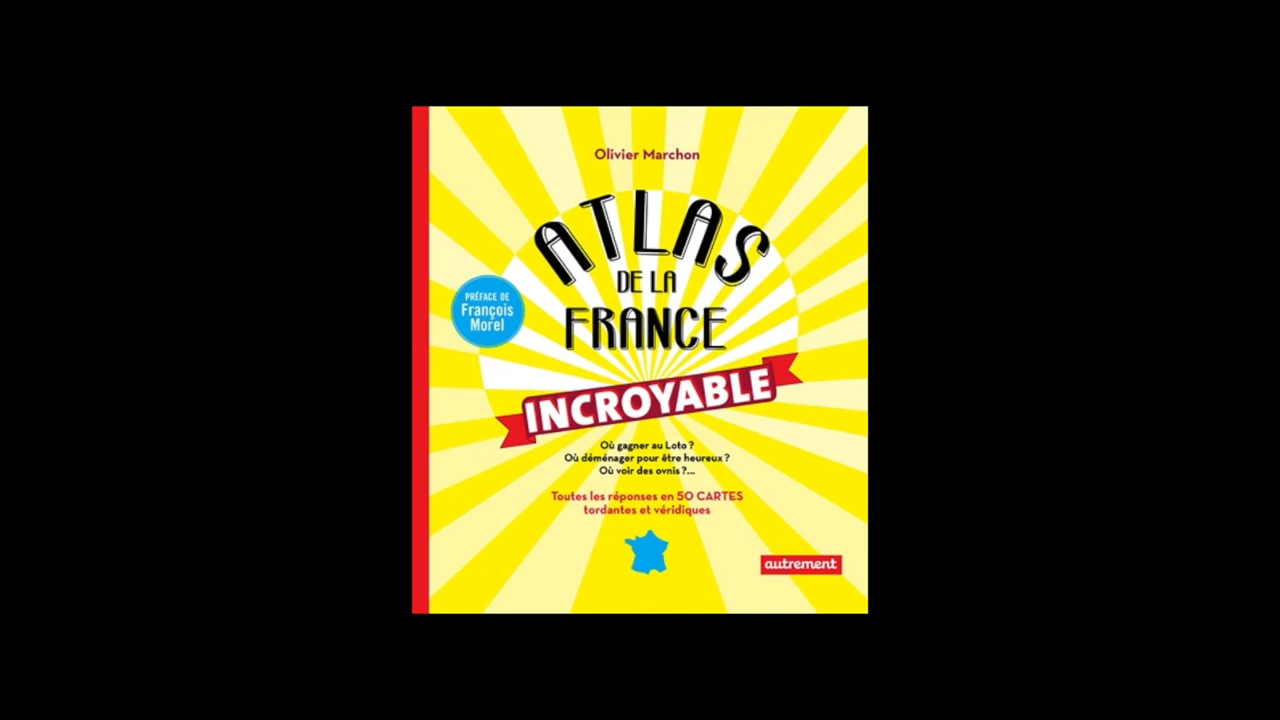 Olivier Marchon
ATLAS
DE LA
FRANCE
PRÉFACE DE
François
Morel
INCROYABLE
Où gagner au Loto ?
Où déménager pour être heureux ?
Où voir des ovnis ?...
Toutes les réponses en 50 CARTES
tordantes et véridiques
autrement